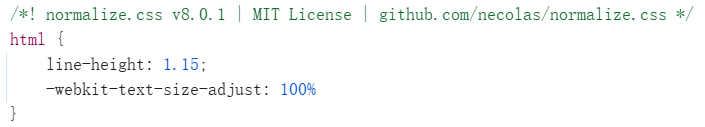 /*! normalize.css v8.0.1 | MIT License | github.com/necolas/normalize.css */
html {
    line-height: 1.15;
    -webkit-text-size-adjust: 100%
}